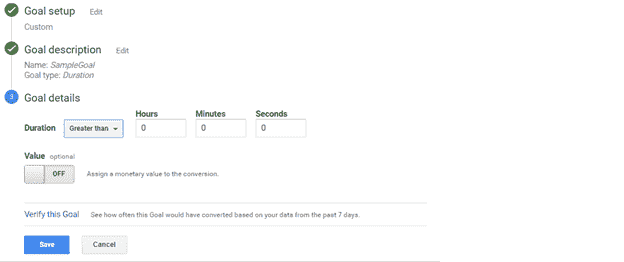 Goal setup Edit
Custom
Goal description Edit
Name: SampleGoal
Goal type: Duration
3 Goal details
Hours Minutes Seconds
Duration Greater than 0 0 0
Value optional
OFF Assign a monetary value to the conversion.
Verify this Goal See how often this Goal would have converted based on your data from the past 7 days.
Save Cancel